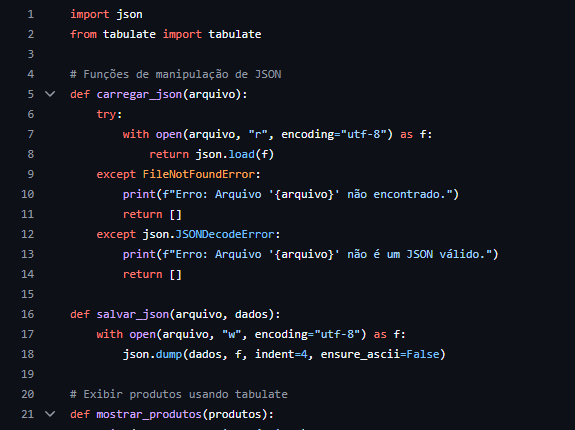 1 import json
2 from tabulate import tabulate
3
4 # Funções de manipulação de JSON
5 def carregar_json(arquivo):
6     try:
7         with open(arquivo, "r", encoding="utf-8") as f:
8             return json.load(f)
9     except FileNotFoundError:
10         print(f"Erro: Arquivo '{arquivo}' não encontrado.")
11         return []
12     except json.JSONDecodeError:
13         print(f"Erro: Arquivo '{arquivo}' não é um JSON válido.")
14         return []
15
16 def salvar_json(arquivo, dados):
17     with open(arquivo, "w", encoding="utf-8") as f:
18         json.dump(dados, f, indent=4, ensure_ascii=False)
19
20 # Exibir produtos usando tabulate
21 def mostrar_produtos(produtos):